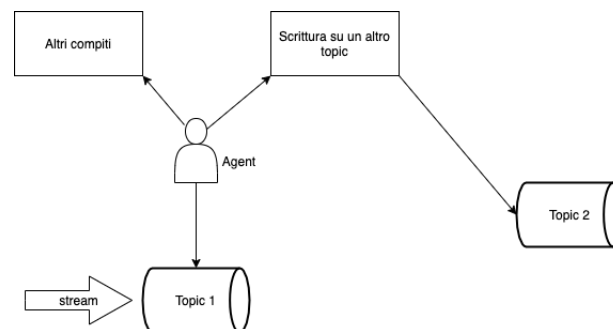 Altri compiti
Scrittura su un altro
topic
Agent
Topic 2
stream
Topic 1